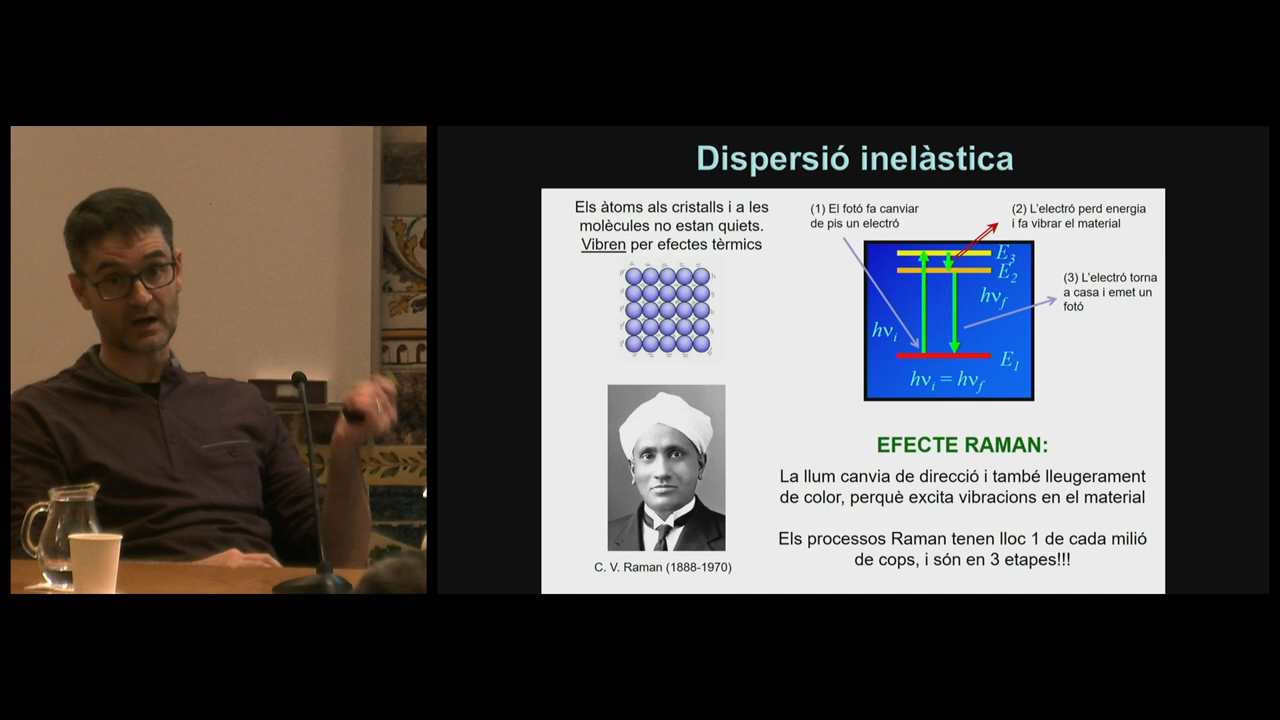 Dispersió inelàstica
Els àtoms als cristalls i a les
molècules no estan quiets.
Vibren per efectes tèrmics
(1) El fotó fa canviar
de pis un electró
(2) L'electró perd energia
i fa vibrar el material
E3
E2
(3) L'electró torna
a casa i emet un
fotó
hνf
hνi
E1
hνi = hνf
C. V. Raman (1888-1970)
EFECTE RAMAN:
La llum canvia de direcció i també lleugerament
de color, perquè excita vibracions en el material
Els processos Raman tenen lloc 1 de cada milió
de cops, i són en 3 etapes!!!